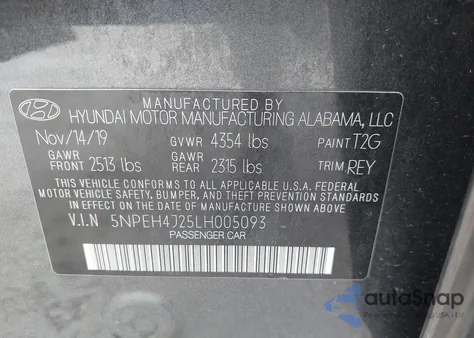 MANUFACTURED BY
HYUNDAI MOTOR MANUFACTURING ALABAMA, LLC
Nov/14/19 GVWR 4354 lbs PAINT T2G
GAWR FRONT 2513 lbs GAWR REAR 2315 lbs TRIM REY
THIS VEHICLE CONFORMS TO ALL APPLICABLE U.S.A. FEDERAL
MOTOR VEHICLE SAFETY, BUMPER, AND THEFT PREVENTION STANDARDS
IN EFFECT ON THE DATE OF MANUFACTURE SHOWN ABOVE.
V.I.N 5NPEH4J25LH005093
PASSENGER CAR
autoSnap